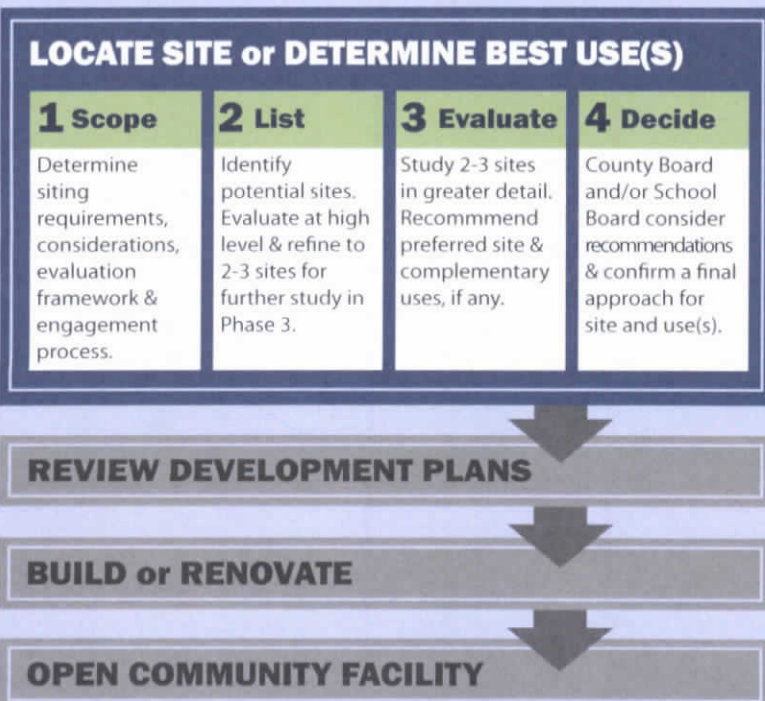 LOCATE SITE or DETERMINE BEST USE(S)
1 Scope
Determine
siting
requirements,
considerations,
evaluation
framework &
engagement
process.
2 List
Identify
potential sites.
Evaluate at high
level & refine to
2-3 sites for
further study in
Phase 3.
3 Evaluate
Study 2-3 sites
in greater detail.
Recommmend
preferred site &
complementary
uses, if any.
4 Decide
County Board
and/or School
Board consider
recommendations
& confirm a final
approach for
site and use(s).
REVIEW DEVELOPMENT PLANS
BUILD or RENOVATE
OPEN COMMUNITY FACILITY